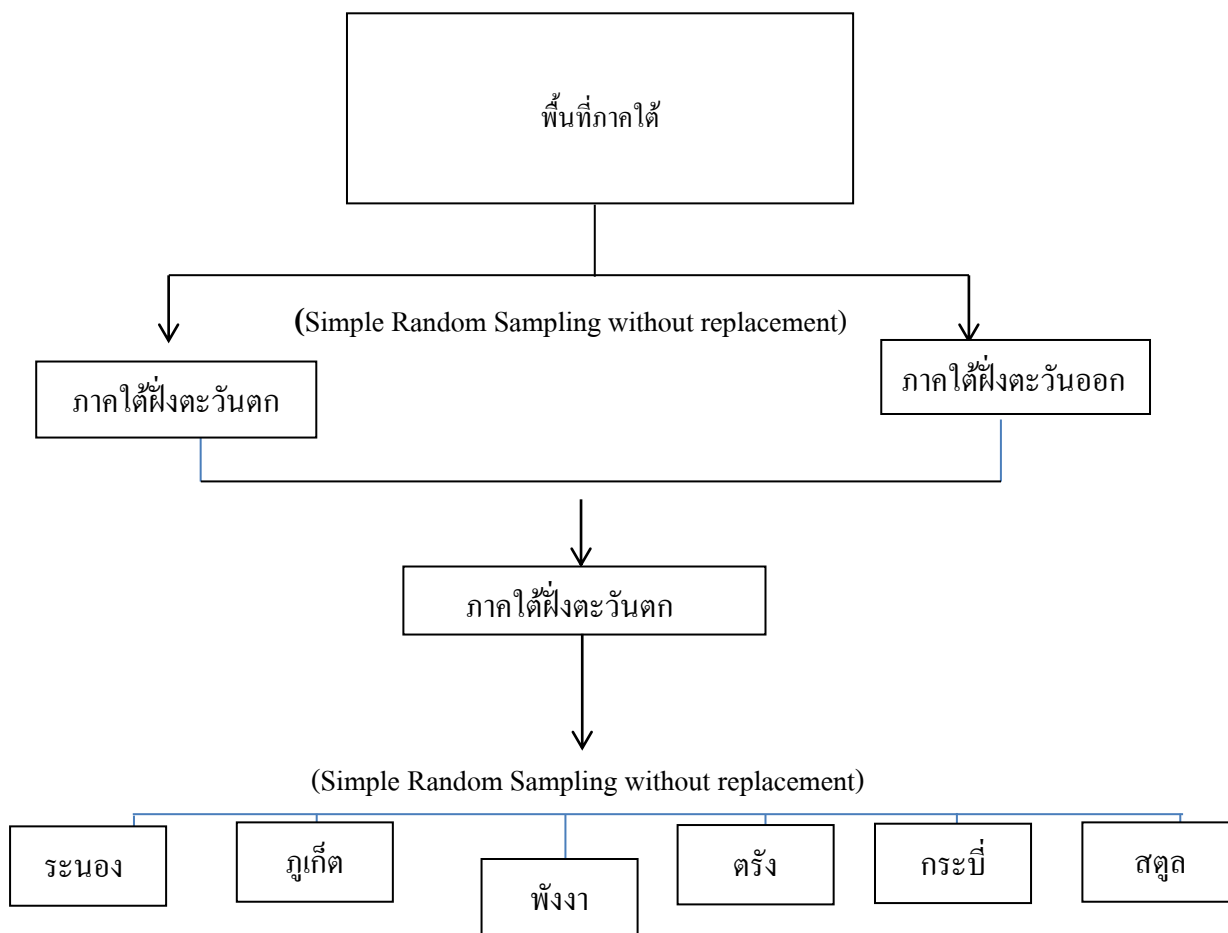 พื้นที่ภาคใต้
(Simple Random Sampling without replacement)
ภาคใต้ฝั่งตะวันตก
ภาคใต้ฝั่งตะวันออก
ภาคใต้ฝั่งตะวันตก
(Simple Random Sampling without replacement)
ระนอง
ภูเก็ต
พังงา
ตรัง
กระบี่
สตูล